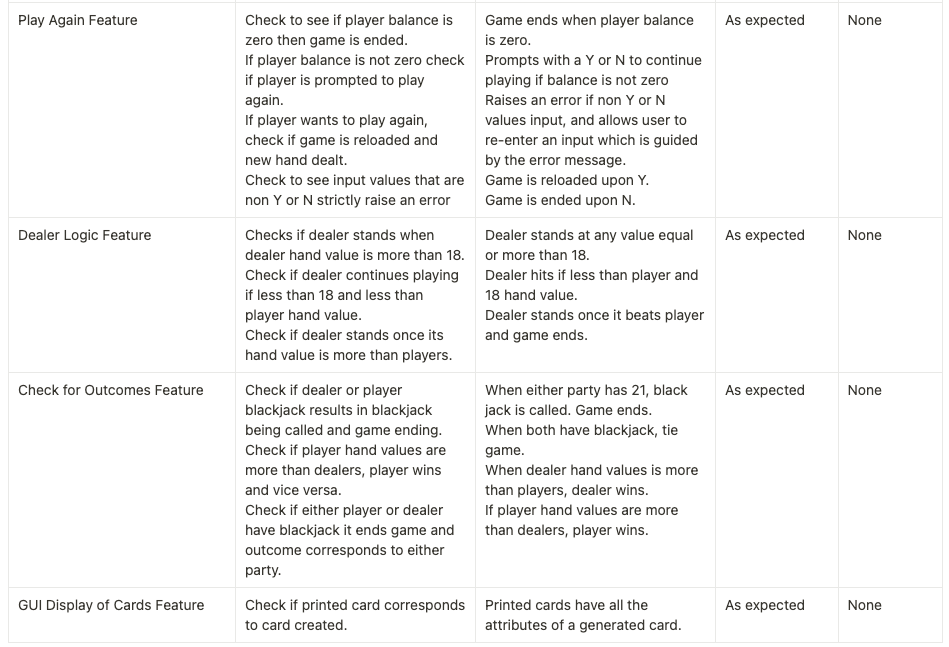 Play Again Feature
Check to see if player balance is
zero then game is ended.
If player balance is not zero check
if player is prompted to play
again.
If player wants to play again,
check if game is reloaded and
new hand dealt.
Check to see input values that are
non Y or N strictly raise an error
Game ends when player balance
is zero.
Prompts with a Y or N to continue
playing if balance is not zero
Raises an error if non Y or N
values input, and allows user to
re-enter an input which is guided
by the error message.
Game is reloaded upon Y.
Game is ended upon N.
As expected
None
Dealer Logic Feature
Checks if dealer stands when
dealer hand value is more than 18.
Check if dealer continues playing
if less than 18 and less than
player hand value.
Check if dealer stands once its
hand value is more than players.
Dealer stands at any value equal
or more than 18.
Dealer hits if less than player and
18 hand value.
Dealer stands once it beats player
and game ends.
As expected
None
Check for Outcomes Feature
Check if dealer or player
blackjack results in blackjack
being called and game ending.
Check if player hand values are
more than dealers, player wins
and vice versa.
Check if either player or dealer
have blackjack it ends game and
outcome corresponds to either
party.
When either party has 21, black
jack is called. Game ends.
When both have blackjack, tie
game.
When dealer hand values is more
than players, dealer wins.
If player hand values are more
than dealers, player wins.
As expected
None
GUI Display of Cards Feature
Check if printed card corresponds
to card created.
Printed cards have all the
attributes of a generated card.
As expected
None